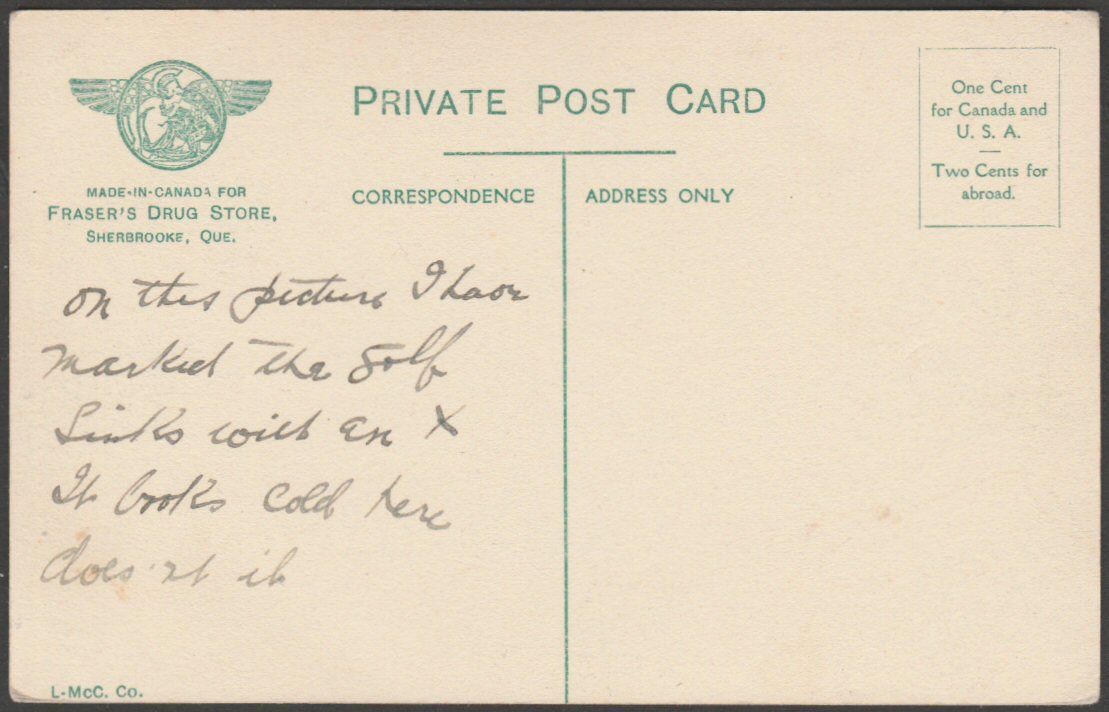 PRIVATE POST CARD
One Cent
for Canada and
U. S. A.
Two Cents for
abroad.
MADE-IN-CANADA FOR
FRASER'S DRUG STORE,
SHERBROOKE, QUE.
CORRESPONDENCE
ADDRESS ONLY
on this picture I have
marked the golf
Links with an X
It looks cold here
does nt it
L-McC. Co.